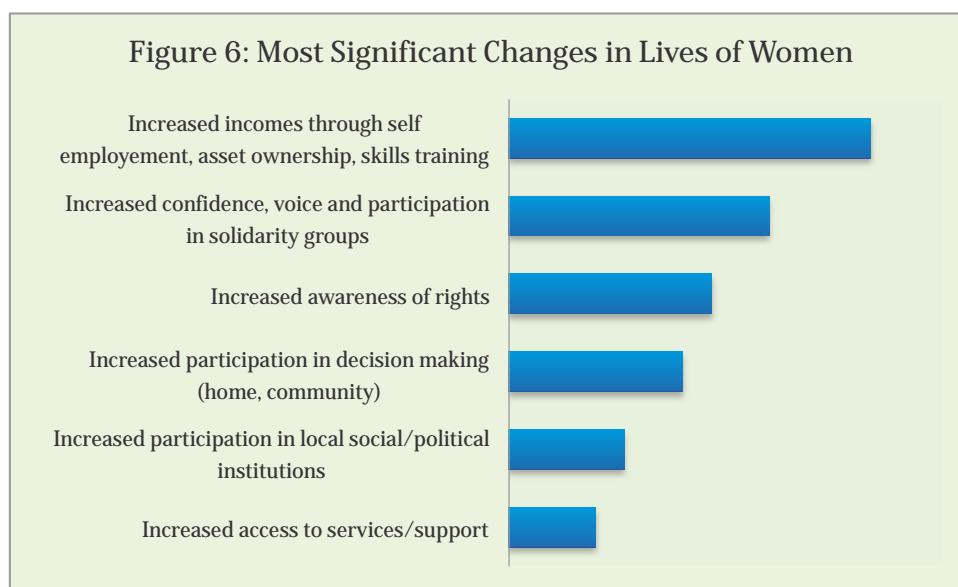 Figure 6: Most Significant Changes in Lives of Women
Increased incomes through self
employement, asset ownership, skills training
Increased confidence, voice and participation
in solidarity groups
Increased awareness of rights
Increased participation in decision making
(home, community)
Increased participation in local social/political
institutions
Increased access to services/support